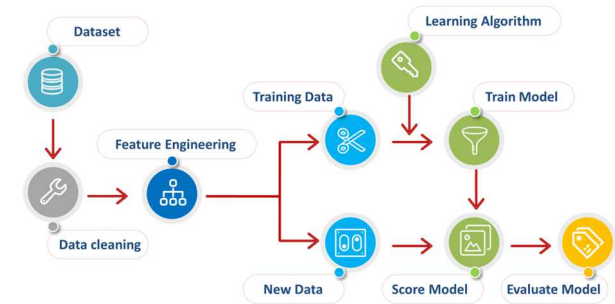 Learning Algorithm
Dataset
Training Data
Train Model
Feature Engineering
Data cleaning
New Data
Score Model
Evaluate Model